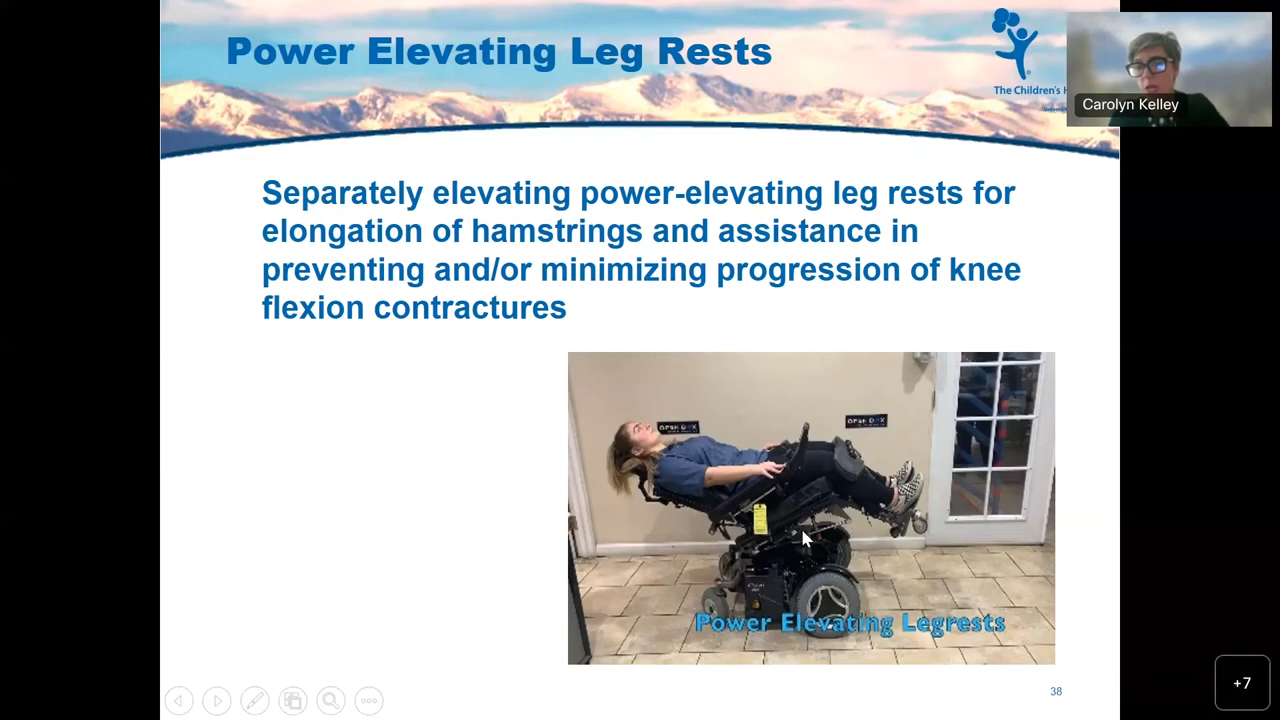 Power Elevating Leg Rests
The Children's H
Carolyn Kelley
Separately elevating power-elevating leg rests for
elongation of hamstrings and assistance in
preventing and/or minimizing progression of knee
flexion contractures
Power Elevating Legrests
38
+7